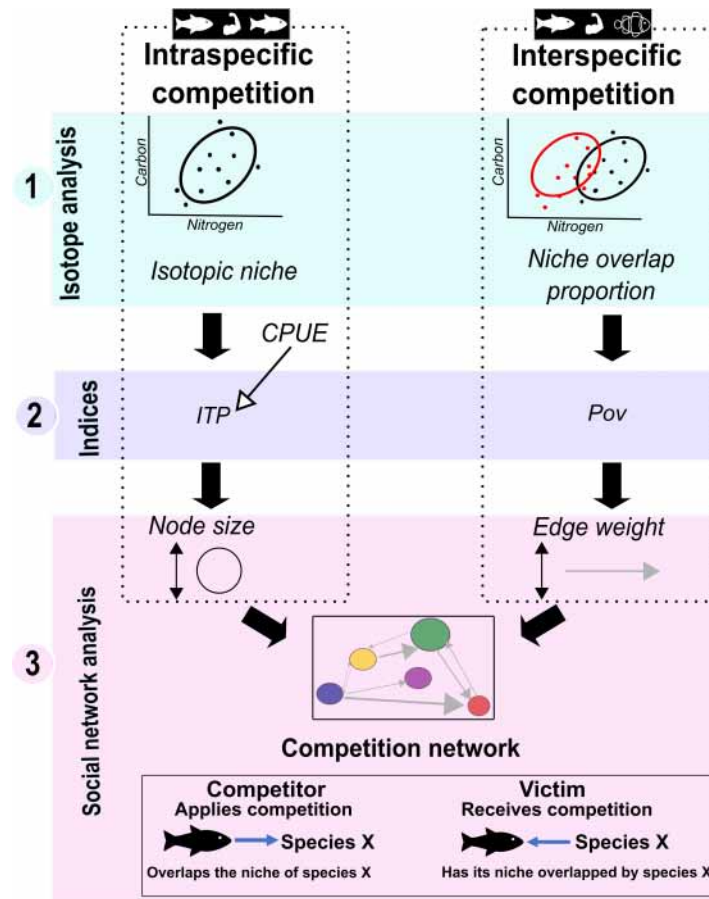 Intraspecific
competition
Interspecific
competition
1
Isotope analysis
Carbon
Nitrogen
Isotopic niche
Carbon
Nitrogen
Niche overlap
proportion
CPUE
2
Indices
ITP
Pov
3
Social network analysis
Node size
Edge weight
Competition network
Competitor
Applies competition
Species X
Overlaps the niche of species X
Victim
Receives competition
Species X
Has its niche overlapped by species X